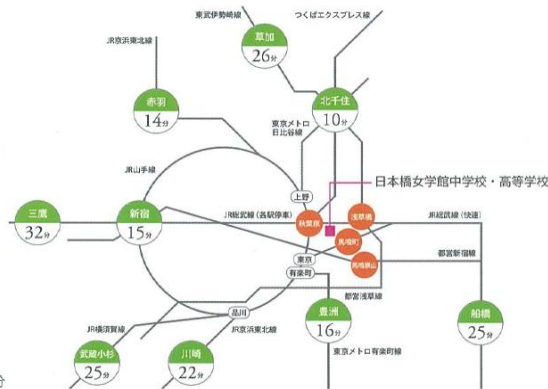 東武伊勢崎線
つくばエクスプレス線
草加
26分
JR京浜東北線
北千住
10分
赤羽
14分
東京メトロ
日比谷線
JR山手線
上野
日本橋女学館中学校・高等学校
三鷹
32分
新宿
15分
JR総武線（各駅停車）
秋葉原
浅草橋
JR総武線（快速）
馬喰町
東京
馬喰横山
都営新宿線
有楽町
都営浅草線
品川
豊洲
16分
船橋
25分
JR横須賀線
JR京浜東北線
武蔵小杉
25分
川崎
22分
東京メトロ有楽町線
分